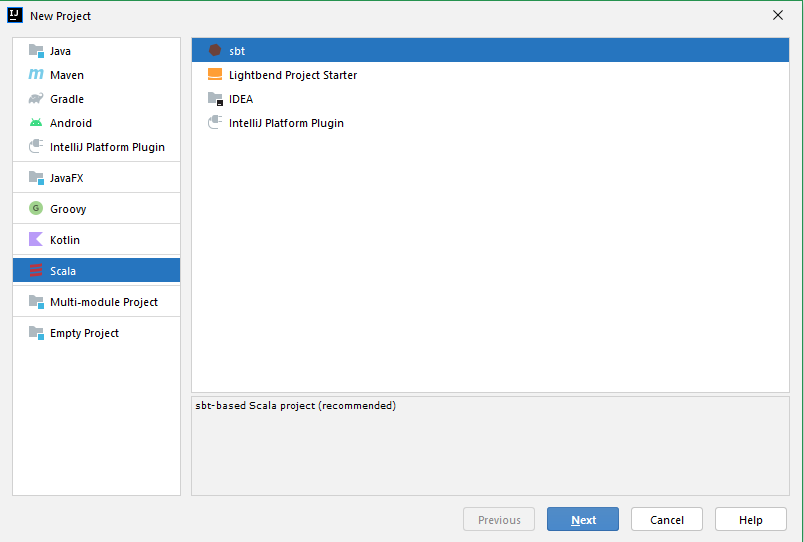 IJ
New Project
Java
Maven
Gradle
Android
IntelliJ Platform Plugin
JavaFX
G
Groovy
Kotlin
Scala
Multi-module Project
Empty Project
sbt
Lightbend Project Starter
IDEA
IntelliJ Platform Plugin
sbt-based Scala project (recommended)
Previous
Next
Cancel
Help